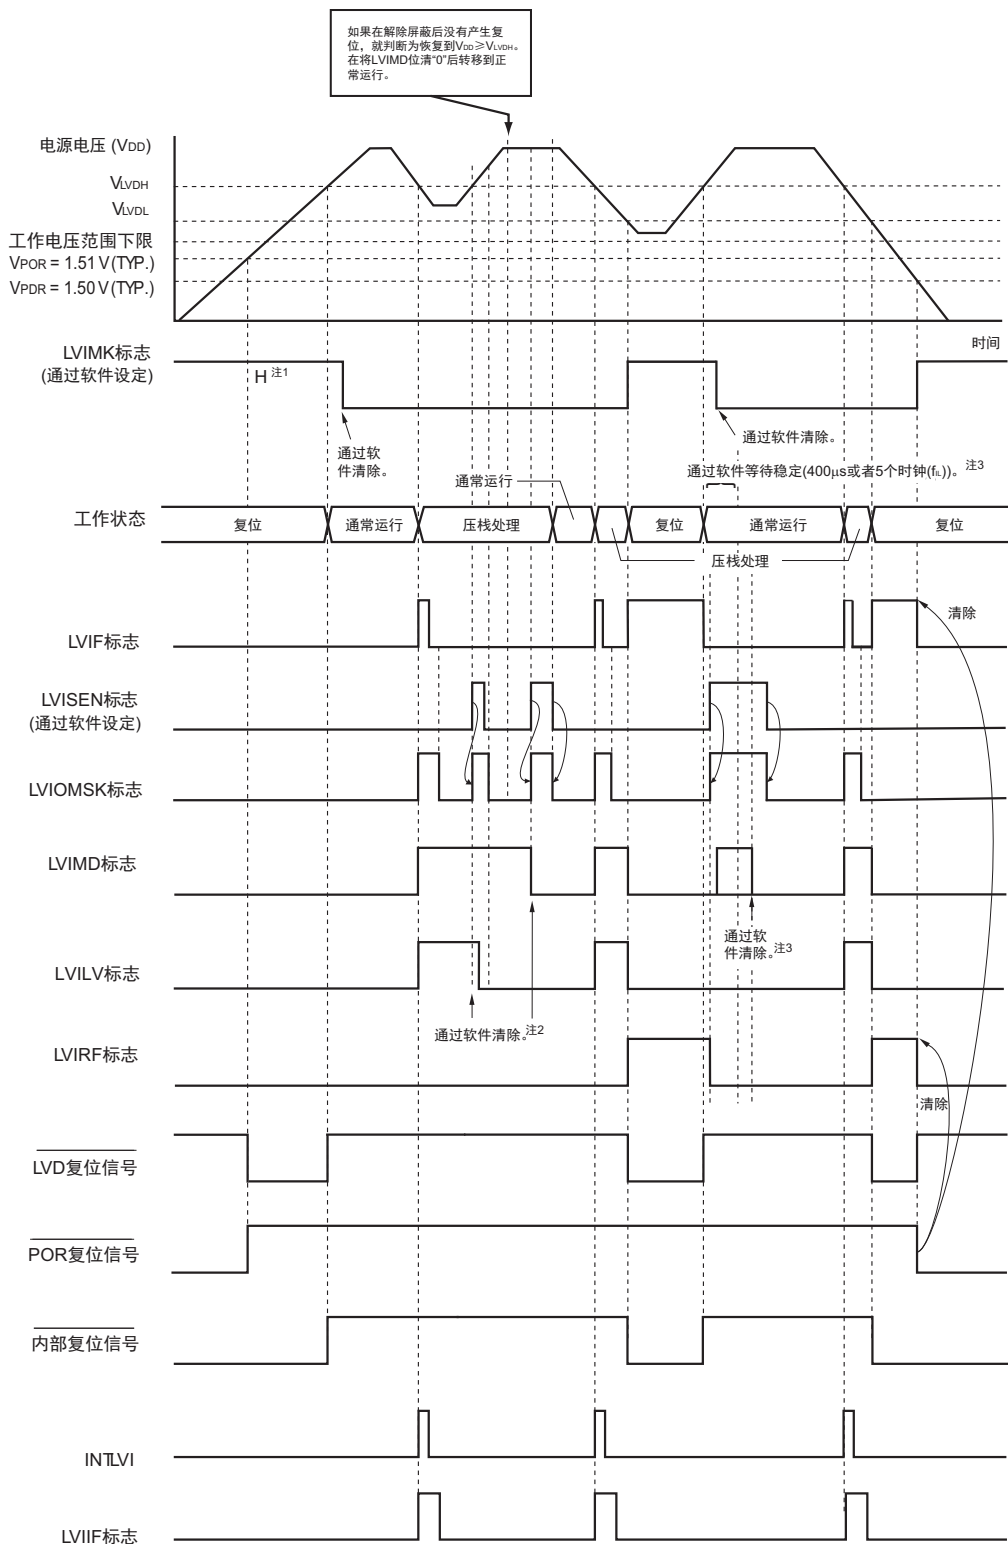 如果在解除屏蔽后没有产生复
位，就判断为恢复到VDD≥VLVDH。
在将LVIMD位清“0”后转移到正
常运行。
电源电压 (VDD)
VLVDH
VLVDL
工作电压范围下限
VPOR = 1.51 V (TYP.)
VPDR = 1.50 V (TYP.)
时间
LVIMK标志
(通过软件设定)
H 注1
通过软
件清除。
通过软件清除。
通过软件等待稳定(400μs或者5个时钟(fIL))。注3
通常运行
工作状态
复位
通常运行
压栈处理
复位
通常运行
复位
压栈处理
LVIF标志
清除
LVISEN标志
(通过软件设定)
LVIOMSK标志
LVIMD标志
通过软
件清除。注3
LVILV标志
通过软件清除。注2
LVIRF标志
清除
LVD复位信号
POR复位信号
内部复位信号
INTLVI
LVIIF标志